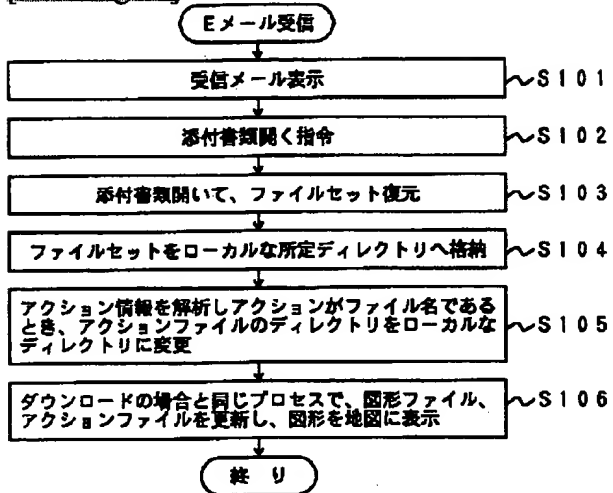 Eメール受信
受信メール表示
S101
添付書類開く指令
S102
添付書類開いて、ファイルセット復元
S103
ファイルセットをローカルな所定ディレクトリへ格納
S104
アクション情報を解析しアクションがファイル名である
とき、アクションファイルのディレクトリをローカルな
ディレクトリに変更
S105
ダウンロードの場合と同じプロセスで、図形ファイル、
アクションファイルを更新し、図形を地図に表示
S106
終り